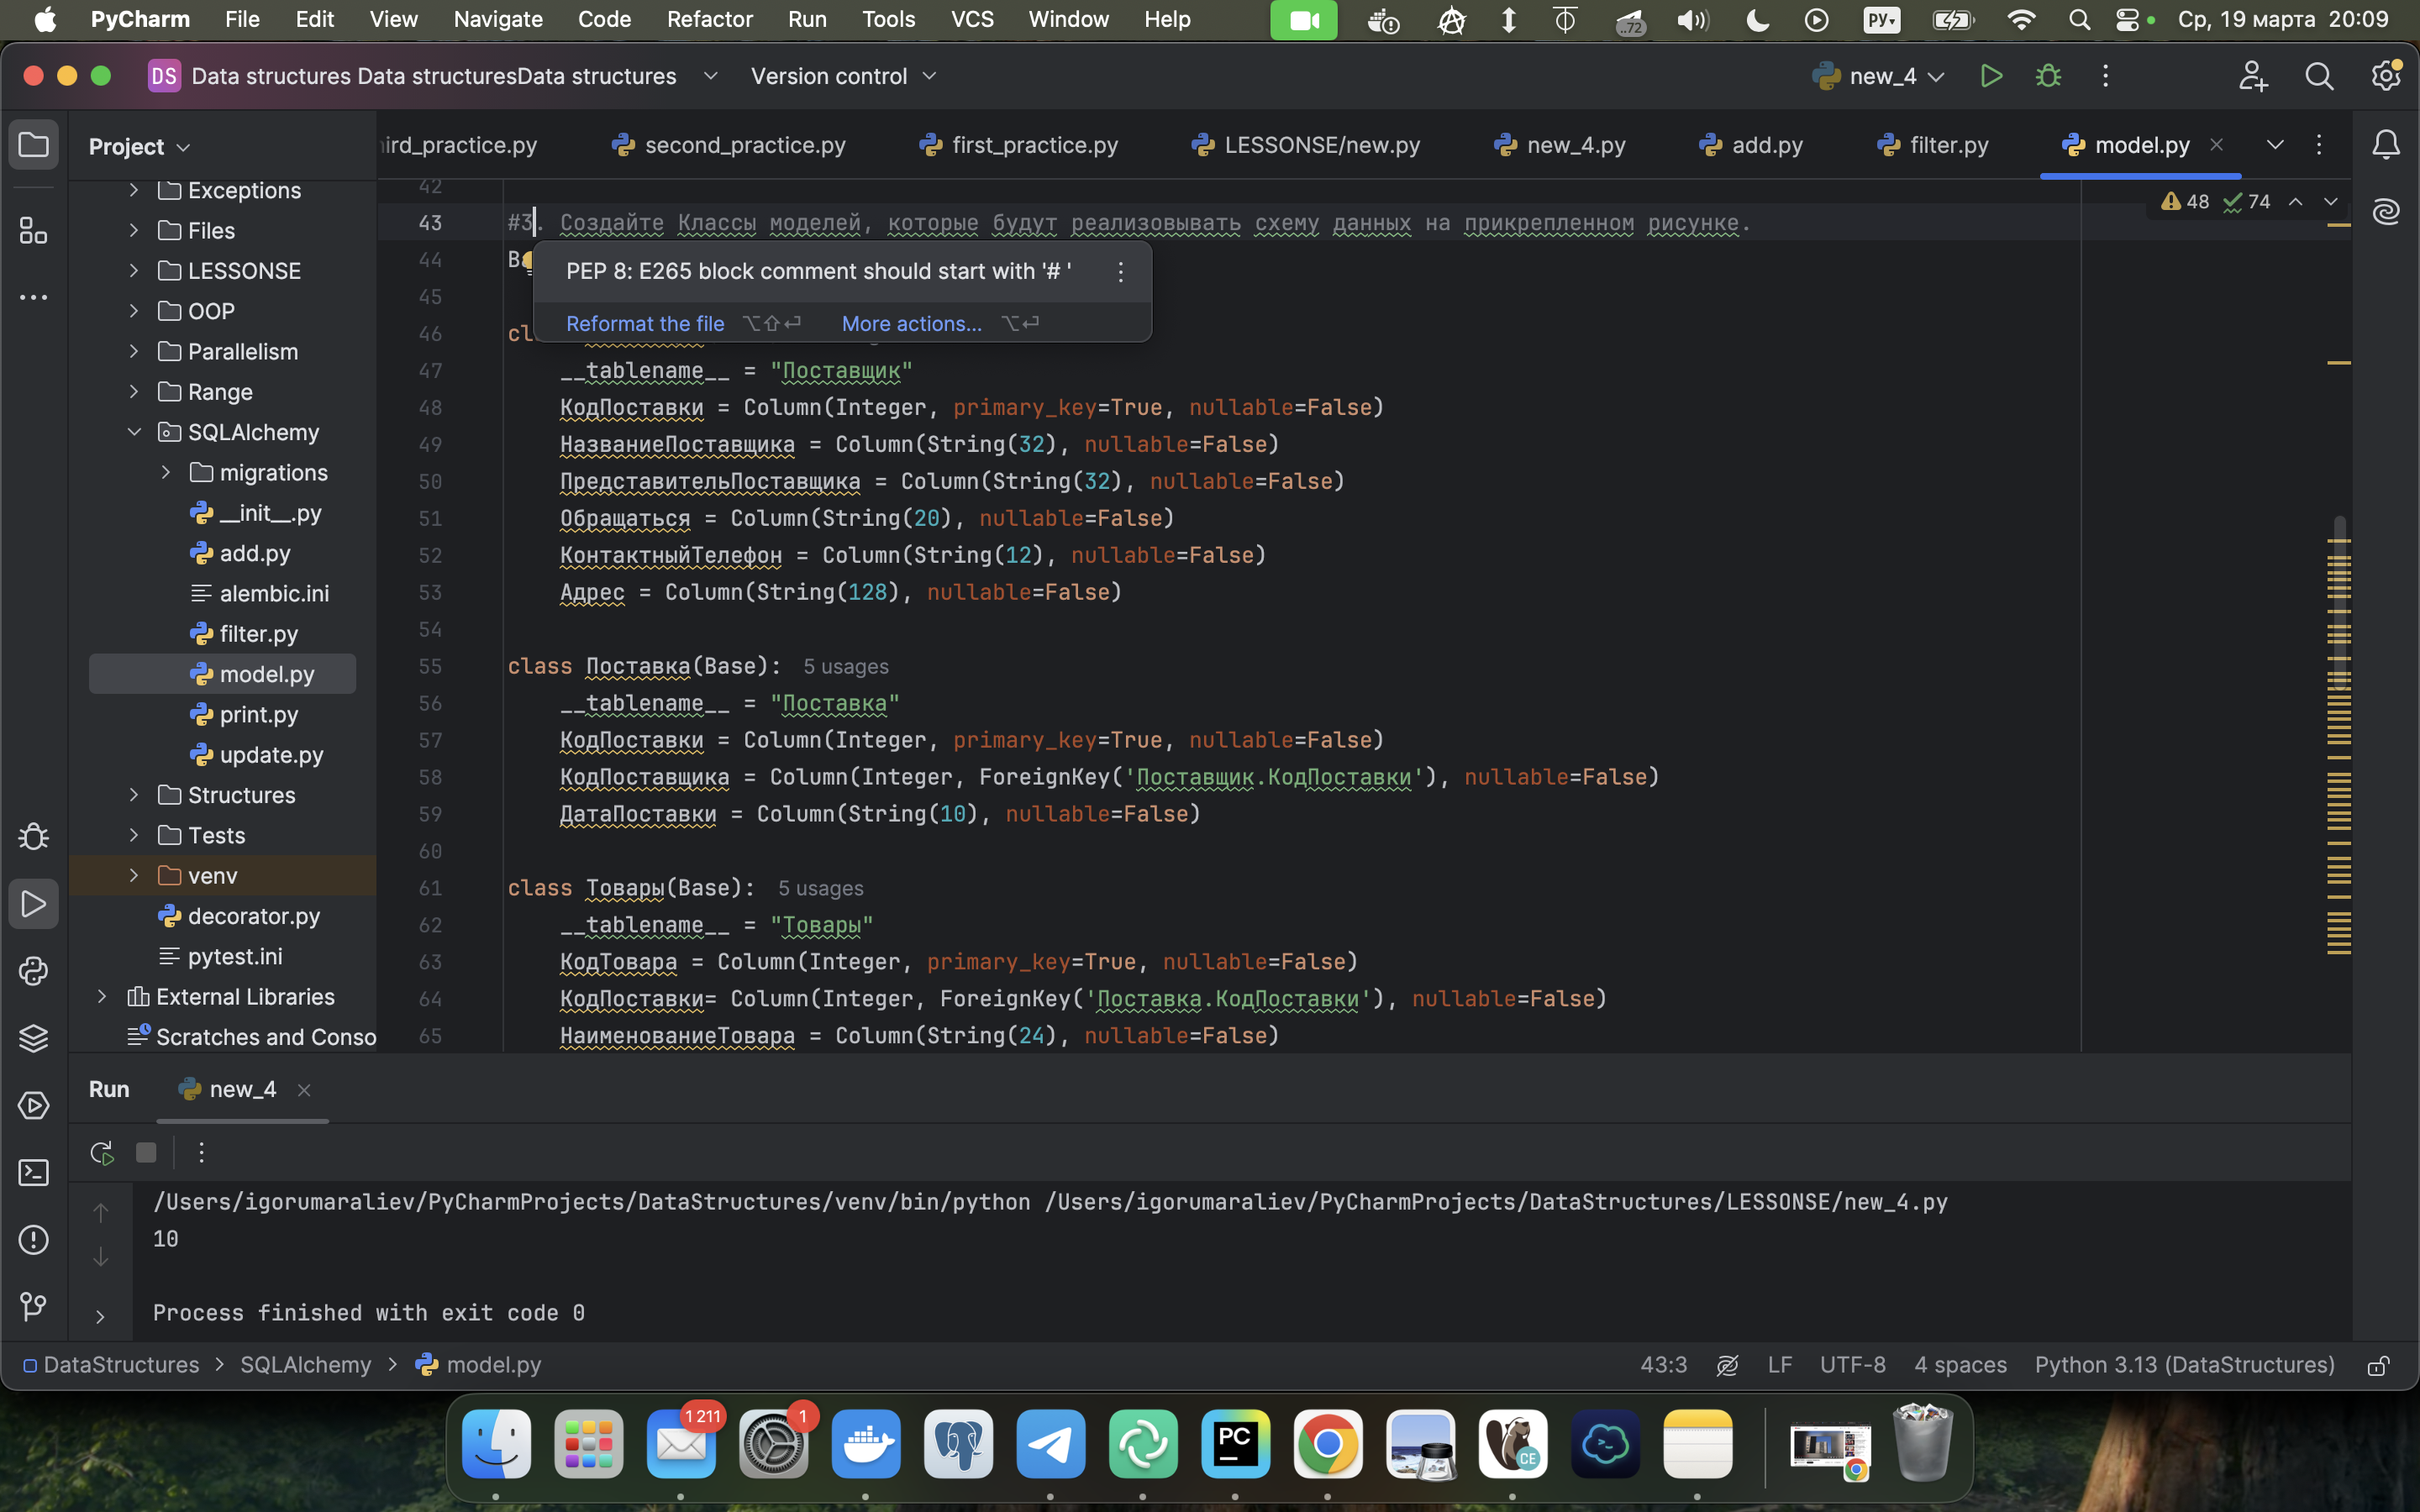 PyCharm File Edit View Navigate Code Refactor Run Tools VCS Window Help .72 РУ Ср, 19 марта 20:09
DS Data structures Data structuresData structures Version control new_4
Project
hird_practice.py second_practice.py first_practice.py LESSONSE/new.py new_4.py add.py filter.py model.py
48 74
Exceptions
Files
LESSONSE
OOP
Parallelism
Range
SQLAlchemy
migrations
__init__.py
add.py
alembic.ini
filter.py
model.py
print.py
update.py
Structures
Tests
venv
decorator.py
pytest.ini
External Libraries
Scratches and Conso
42
43 #3. Создайте Классы моделей, которые будут реализовывать схему данных на прикрепленном рисунке.
44
PEP 8: E265 block comment should start with '# '
45
Reformat the file ⌥⇧⏎ More actions... ⌥⏎
46
47 __tablename__ = "Поставщик"
48 КодПоставки = Column(Integer, primary_key=True, nullable=False)
49 НазваниеПоставщика = Column(String(32), nullable=False)
50 ПредставительПоставщика = Column(String(32), nullable=False)
51 Обращаться = Column(String(20), nullable=False)
52 КонтактныйТелефон = Column(String(12), nullable=False)
53 Адрес = Column(String(128), nullable=False)
54
55 class Поставка(Base): 5 usages
56 __tablename__ = "Поставка"
57 КодПоставки = Column(Integer, primary_key=True, nullable=False)
58 КодПоставщика = Column(Integer, ForeignKey('Поставщик.КодПоставки'), nullable=False)
59 ДатаПоставки = Column(String(10), nullable=False)
60
61 class Товары(Base): 5 usages
62 __tablename__ = "Товары"
63 КодТовара = Column(Integer, primary_key=True, nullable=False)
64 КодПоставки= Column(Integer, ForeignKey('Поставка.КодПоставки'), nullable=False)
65 НаименованиеТовара = Column(String(24), nullable=False)
Run new_4
/Users/igorumaraliev/PyCharmProjects/DataStructures/venv/bin/python /Users/igorumaraliev/PyCharmProjects/DataStructures/LESSONSE/new_4.py
10
Process finished with exit code 0
DataStructures > SQLAlchemy > model.py 43:3 LF UTF-8 4 spaces Python 3.13 (DataStructures)
1 211 1 PC CE